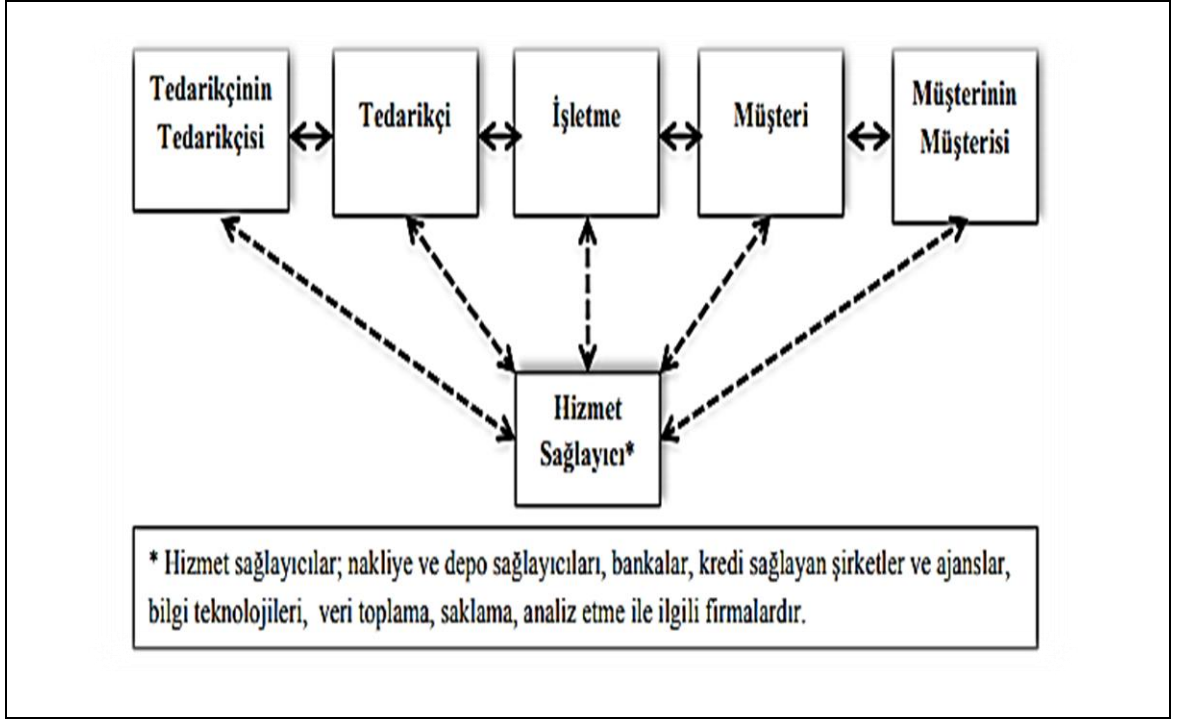 Tedarikçinin
Tedarikçisi
Tedarikçi
İşletme
Müşteri
Müşterinin
Müşterisi
Hizmet
Sağlayıcı*
* Hizmet sağlayıcılar; nakliye ve depo sağlayıcıları, bankalar, kredi sağlayan şirketler ve ajanslar,
bilgi teknolojileri, veri toplama, saklama, analiz etme ile ilgili firmalardır.